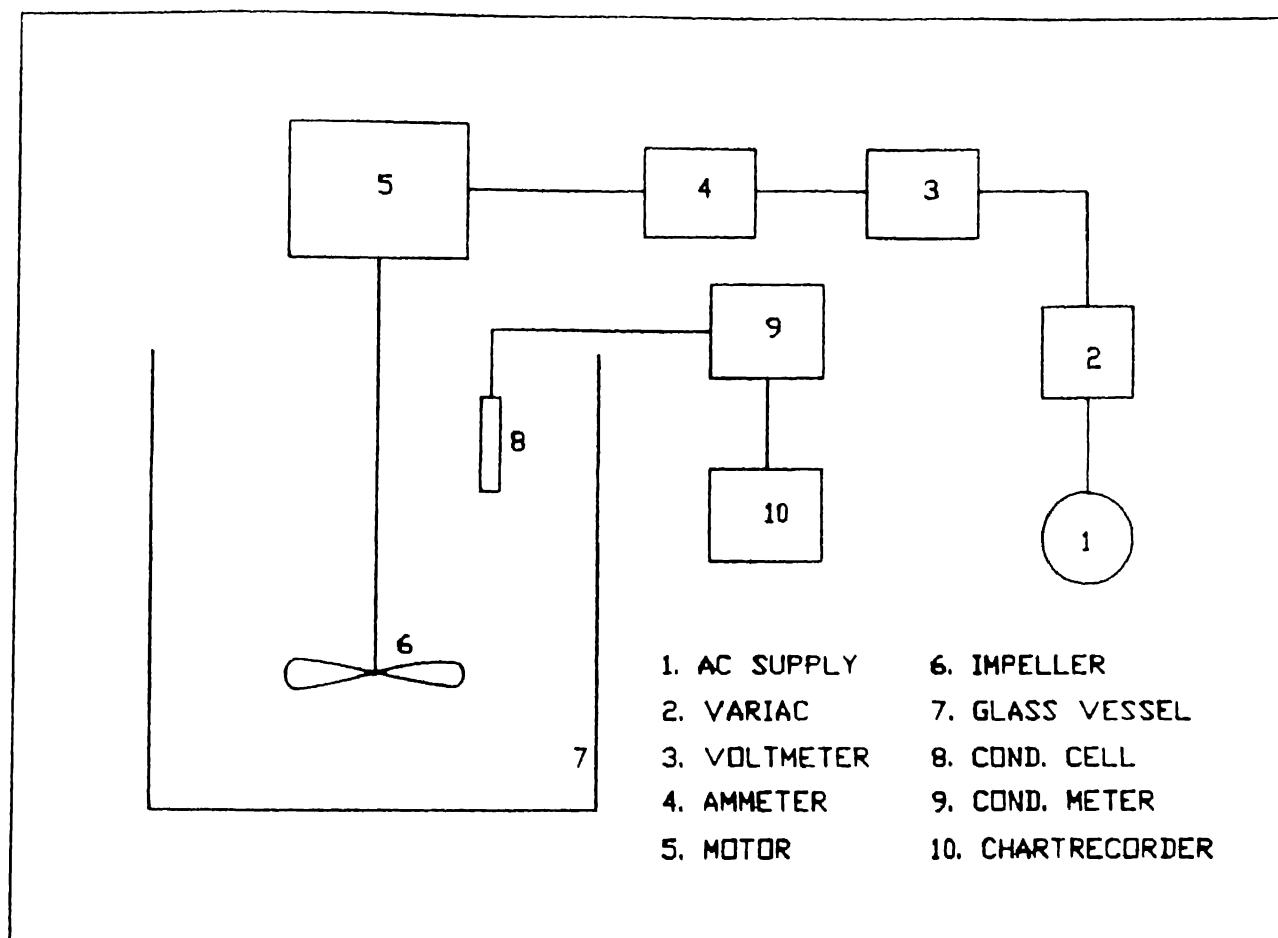 5
4
3
9
2
8
10
1
6
7
1. AC SUPPLY
2. VARIAC
3. VOLTMETER
4. AMMETER
5. MOTOR
6. IMPELLER
7. GLASS VESSEL
8. COND. CELL
9. COND. METER
10. CHARTRECORDER